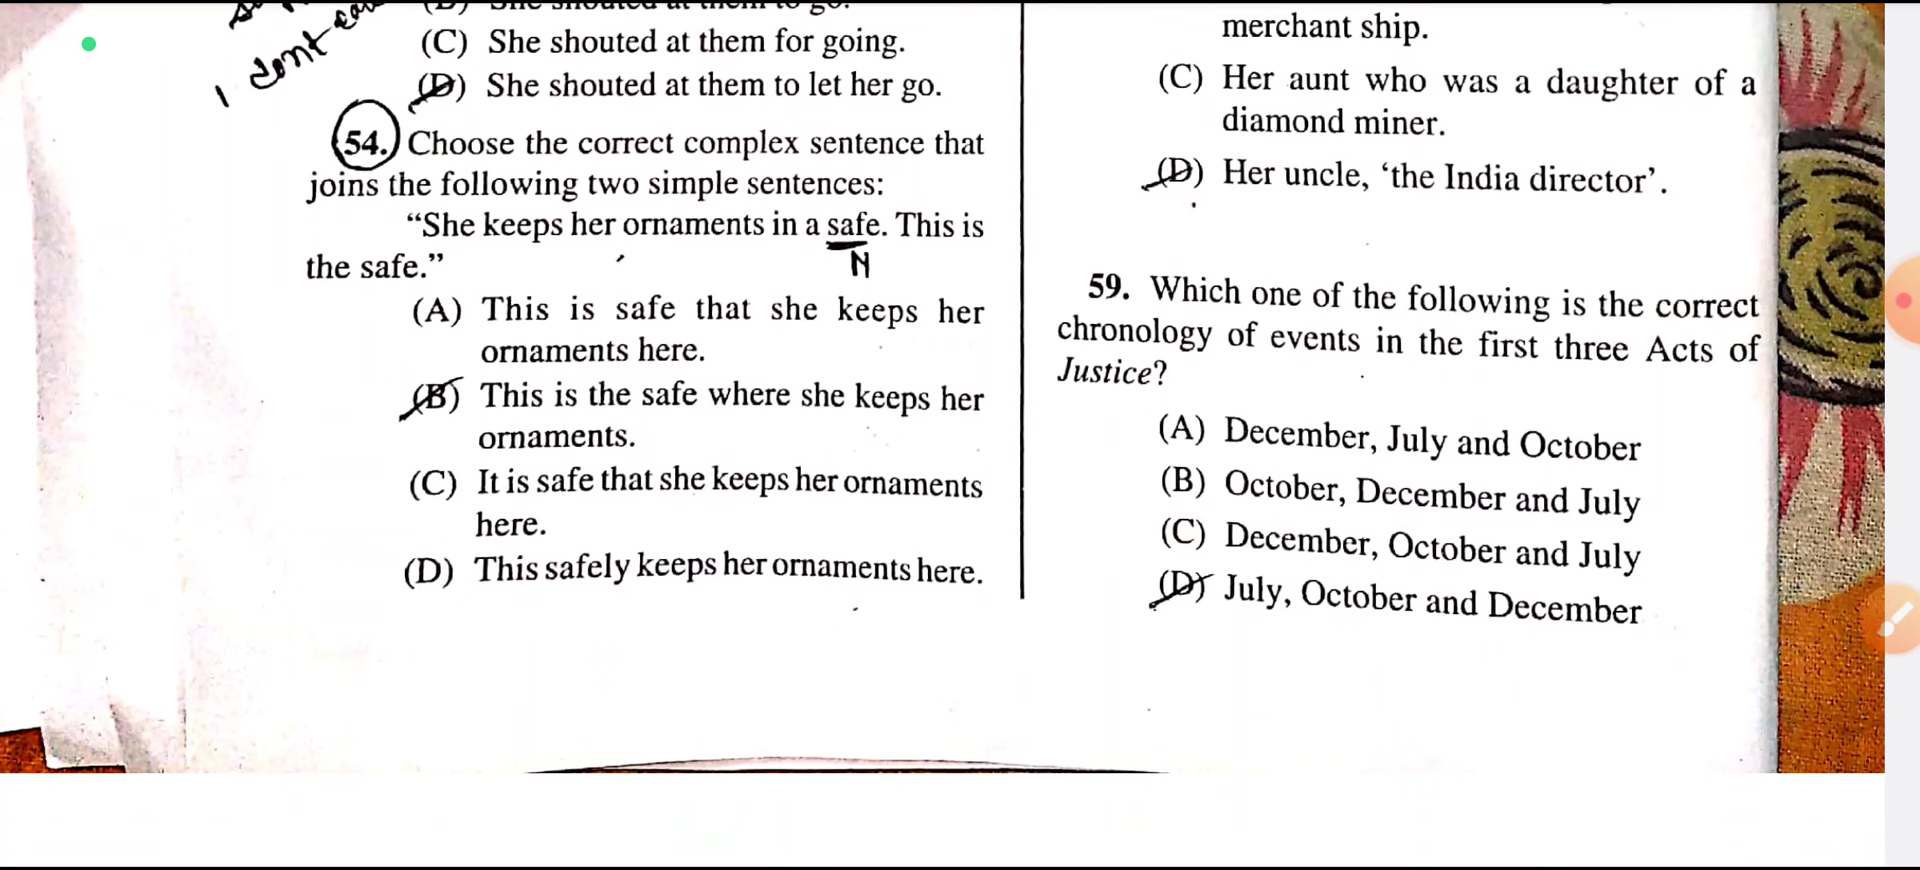 I dont
(C) She shouted at them for going.
(D) She shouted at them to let her go.
54. Choose the correct complex sentence that
joins the following two simple sentences:
“She keeps her ornaments in a safe. This is
the safe.”
N
(A) This is safe that she keeps her
ornaments here.
(B) This is the safe where she keeps her
ornaments.
(C) It is safe that she keeps her ornaments
here.
(D) This safely keeps her ornaments here.
merchant ship.
(C) Her aunt who was a daughter of a
diamond miner.
(D) Her uncle, ‘the India director’.
59. Which one of the following is the correct
chronology of events in the first three Acts of
Justice?
(A) December, July and October
(B) October, December and July
(C) December, October and July
(D) July, October and December